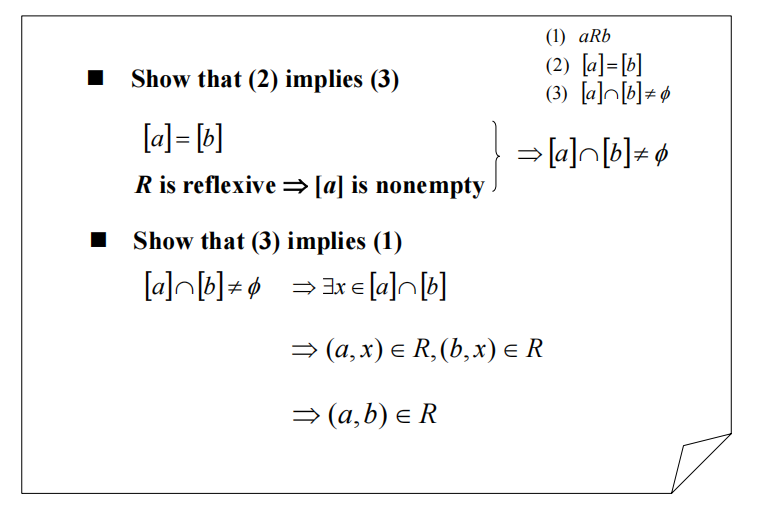 (1) aRb
(2) [a]=[b]
(3) [a]∩[b]≠ϕ
■ Show that (2) implies (3)
[a]=[b]
R is reflexive ⇒ [a] is nonempty
} ⇒[a]∩[b]≠ϕ
■ Show that (3) implies (1)
[a]∩[b]≠ϕ ⇒∃x∈[a]∩[b]
⇒(a,x)∈R,(b,x)∈R
⇒(a,b)∈R